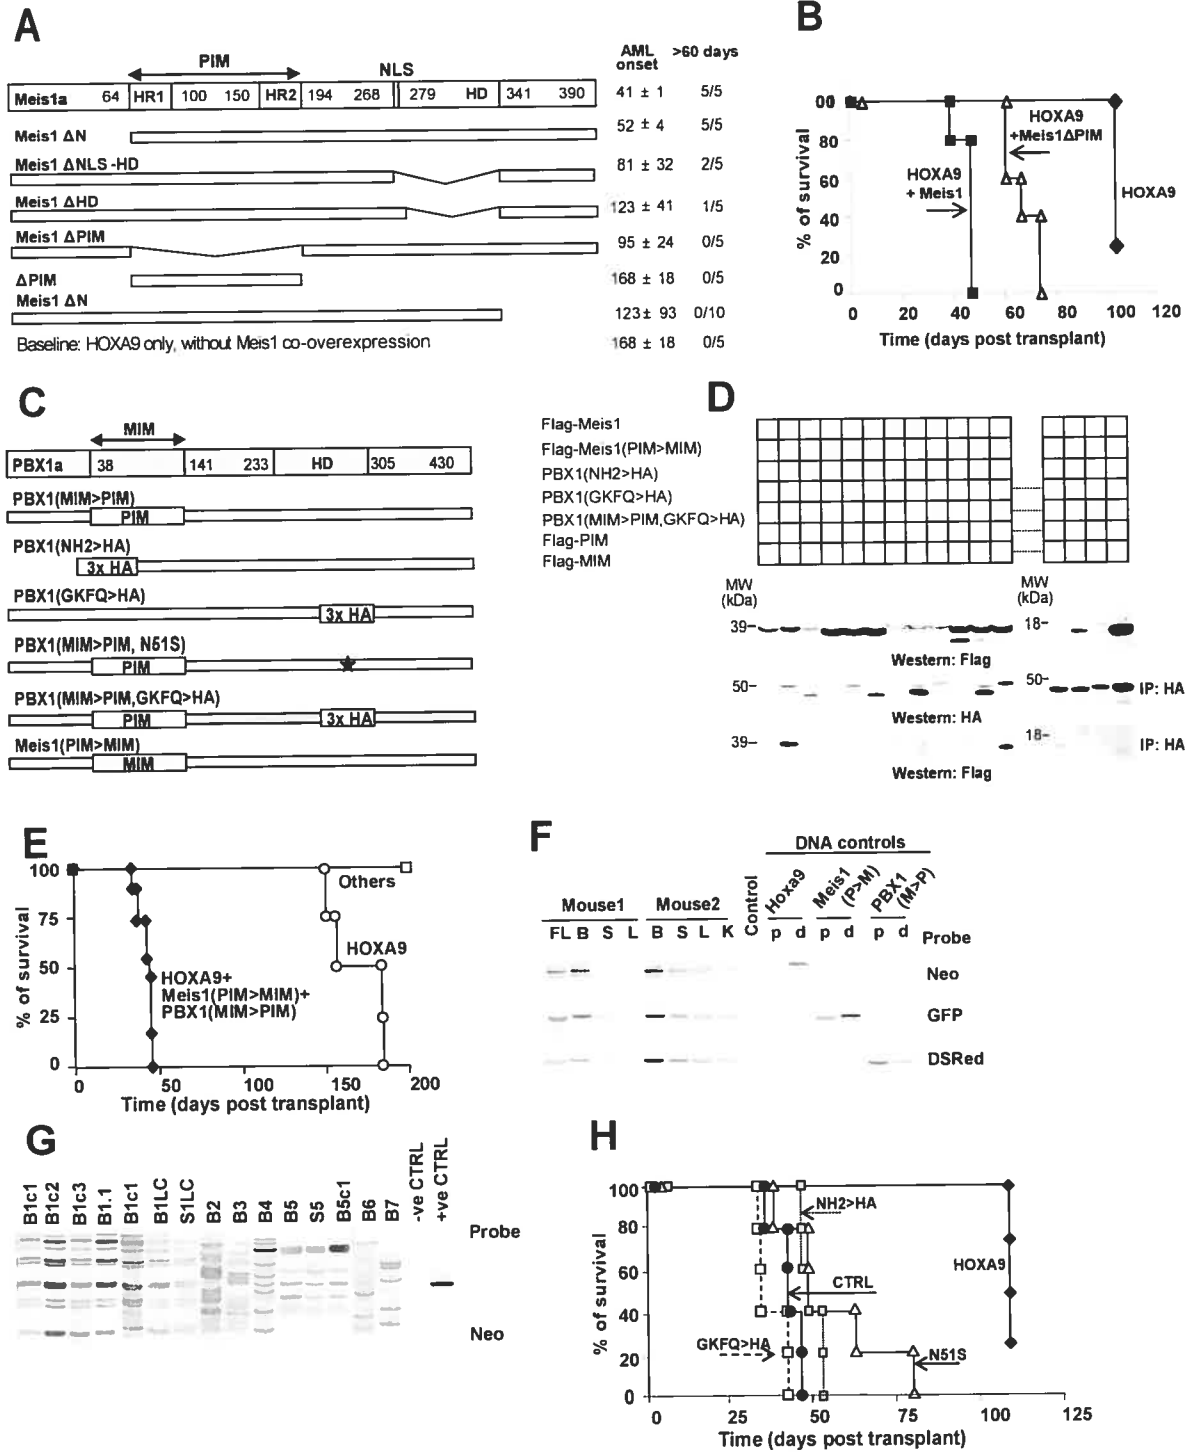 A
AML onset >60 days
PIM
NLS
Meis1a 64 HR1 100 150 HR2 194 268 279 HD 341 390 41 ± 1 5/5
Meis1 ΔN 52 ± 4 5/5
Meis1 ΔNLS -HD 81 ± 32 2/5
Meis1 ΔHD 123 ± 41 1/5
Meis1 ΔPIM 95 ± 24 0/5
ΔPIM 168 ± 18 0/5
Meis1 ΔN 123± 93 0/10
Baseline: HOXA9 only, without Meis1 co-overexpression 168 ± 18 0/5
B
% of survival
00
80
60
40
20
0
HOXA9
+Meis1ΔPIM
HOXA9
+ Meis1
HOXA9
0 20 40 60 80 100 120
Time (days post transplant)
C
MIM
PBX1a 38 141 233 HD 305 430
PBX1(MIM>PIM)
PIM
PBX1(NH2>HA)
3x HA
PBX1(GKFQ>HA)
3x HA
PBX1(MIM>PIM, N51S)
PIM
PBX1(MIM>PIM,GKFQ>HA)
PIM 3x HA
Meis1(PIM>MIM)
MIM
D
Flag-Meis1
Flag-Meis1(PIM>MIM)
PBX1(NH2>HA)
PBX1(GKFQ>HA)
PBX1(MIM>PIM,GKFQ>HA)
Flag-PIM
Flag-MIM
MW
(kDa)
MW
(kDa)
39–
18–
Western: Flag
50–
50–
IP: HA
Western: HA
39–
18–
IP: HA
Western: Flag
E
% of survival
100
75
50
25
0
Others
HOXA9
HOXA9+
Meis1(PIM>MIM)+
PBX1(MIM>PIM)
0 50 100 150 200
Time (days post transplant)
F
DNA controls
Mouse1 Mouse2 Control Hoxa9 Meis1 (P>M) PBX1 (M>P)
FL B S L B S L K p d p d p d Probe
Neo
GFP
DSRed
G
B1c1 B1c2 B1c3 B1.1 B1c1 B1LC S1LC B2 B3 B4 B5 S5 B5c1 B6 B7 -ve CTRL +ve CTRL
Probe
Neo
H
% of survival
100
80
60
40
20
0
NH2>HA
CTRL
GKFQ>HA
N51S
HOXA9
0 25 50 75 100 125
Time (days post transplant)